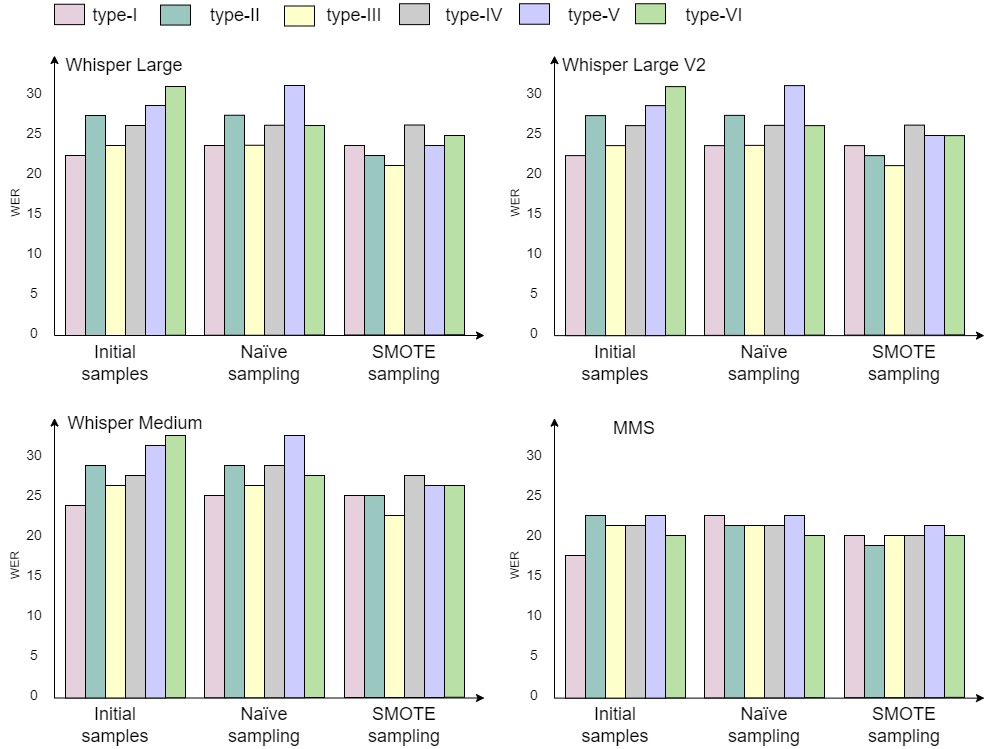 type-I type-II type-III type-IV type-V type-VI
Whisper Large
30
25
20
15
10
5
0
WER
Initial samples
Naïve sampling
SMOTE sampling
Whisper Large V2
30
25
20
15
10
5
0
WER
Initial samples
Naïve sampling
SMOTE sampling
Whisper Medium
30
25
20
15
10
5
0
WER
Initial samples
Naïve sampling
SMOTE sampling
MMS
30
25
20
15
10
5
0
WER
Initial samples
Naïve sampling
SMOTE sampling